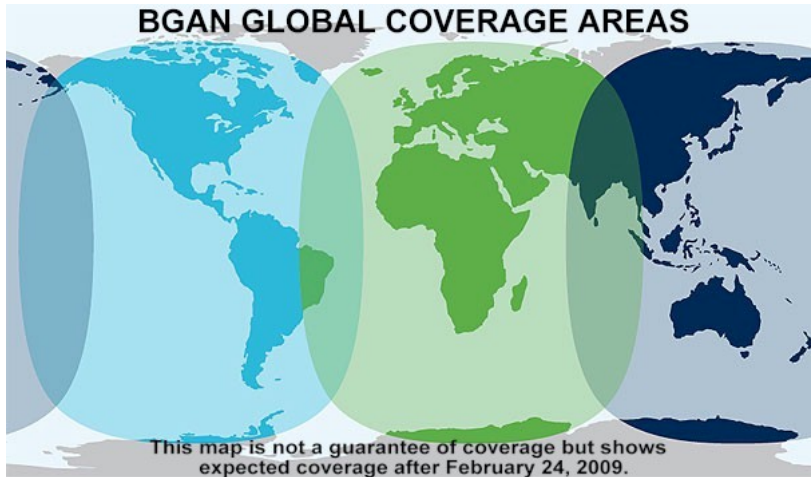 BGAN GLOBAL COVERAGE AREAS
This map is not a guarantee of coverage but shows
expected coverage after February 24, 2009.